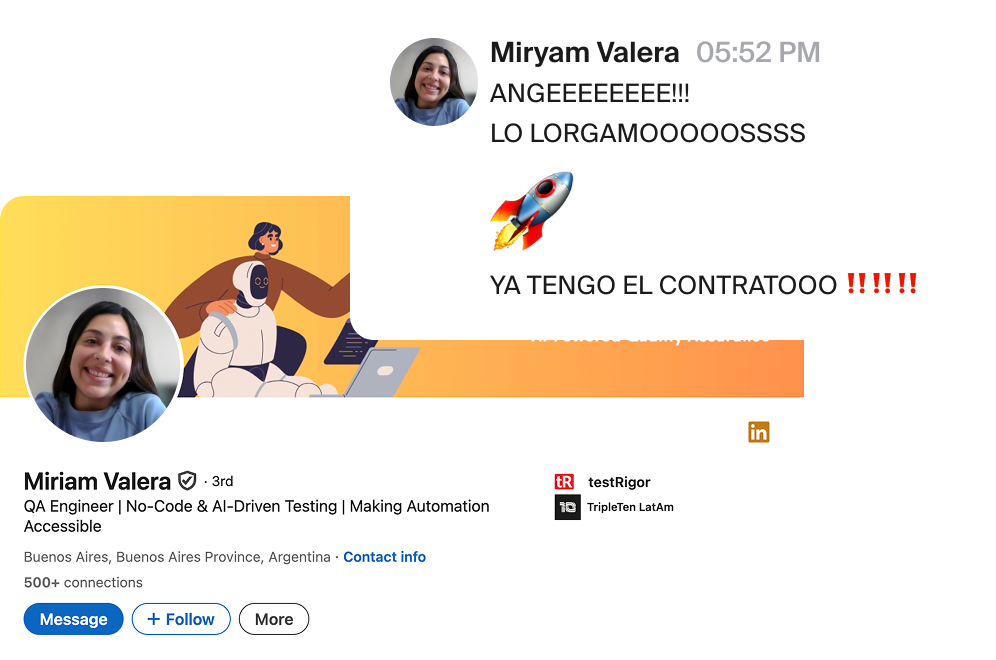 Miryam Valera 05:52 PM
ANGEEEEEEEE!!!
LO LORGAMOOOOOSSSS
YA TENGO EL CONTRATOOO ‼️‼️‼️
in
Miriam Valera · 3rd
QA Engineer | No-Code & AI-Driven Testing | Making Automation
Accessible
Buenos Aires, Buenos Aires Province, Argentina · Contact info
500+ connections
Message
+ Follow
More
tR testRigor
10 TripleTen LatAm